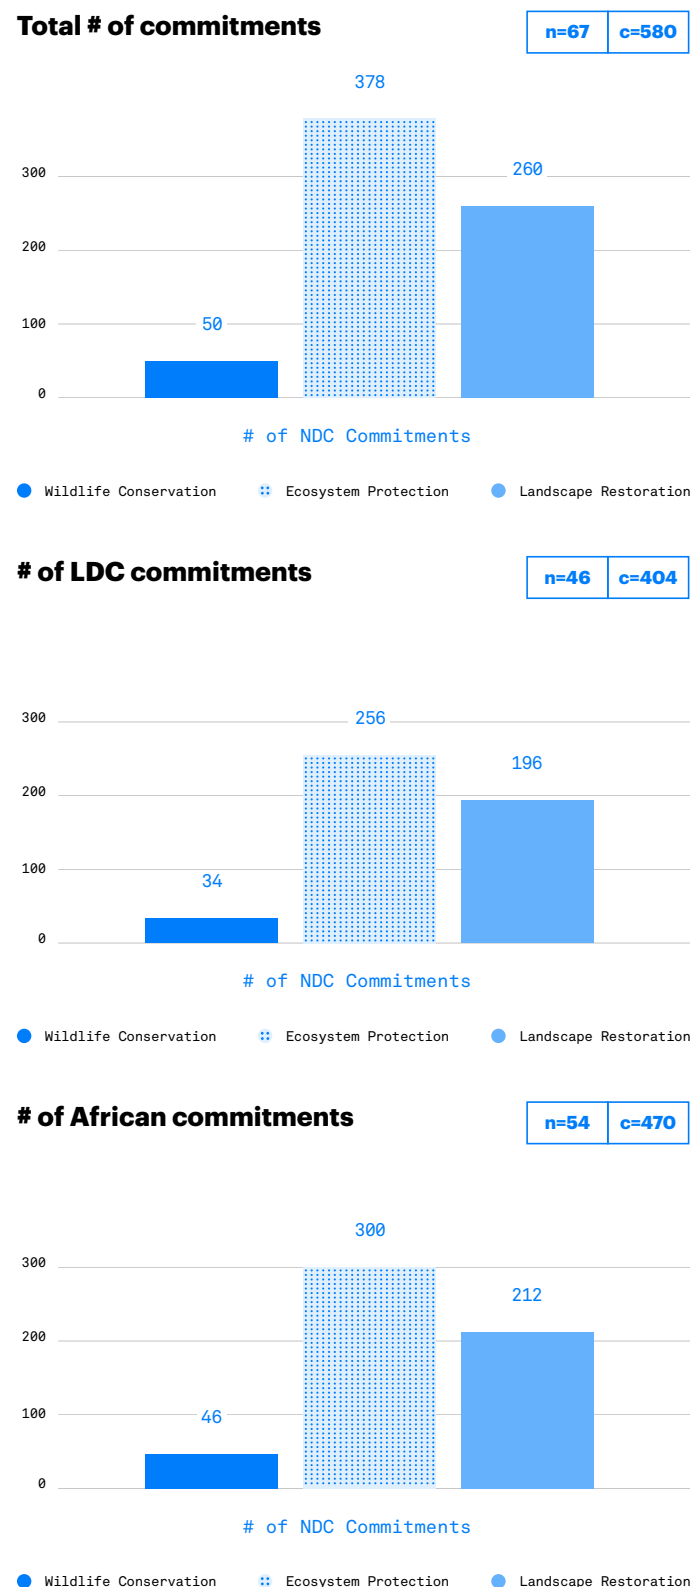 Total # of commitments
n=67 c=580
378
300
260
200
100
50
0
# of NDC Commitments
Wildlife Conservation Ecosystem Protection Landscape Restoration
# of LDC commitments
n=46 c=404
300
256
196
200
100
34
0
# of NDC Commitments
Wildlife Conservation Ecosystem Protection Landscape Restoration
# of African commitments
n=54 c=470
300
300
212
200
100
46
0
# of NDC Commitments
Wildlife Conservation Ecosystem Protection Landscape Restoration